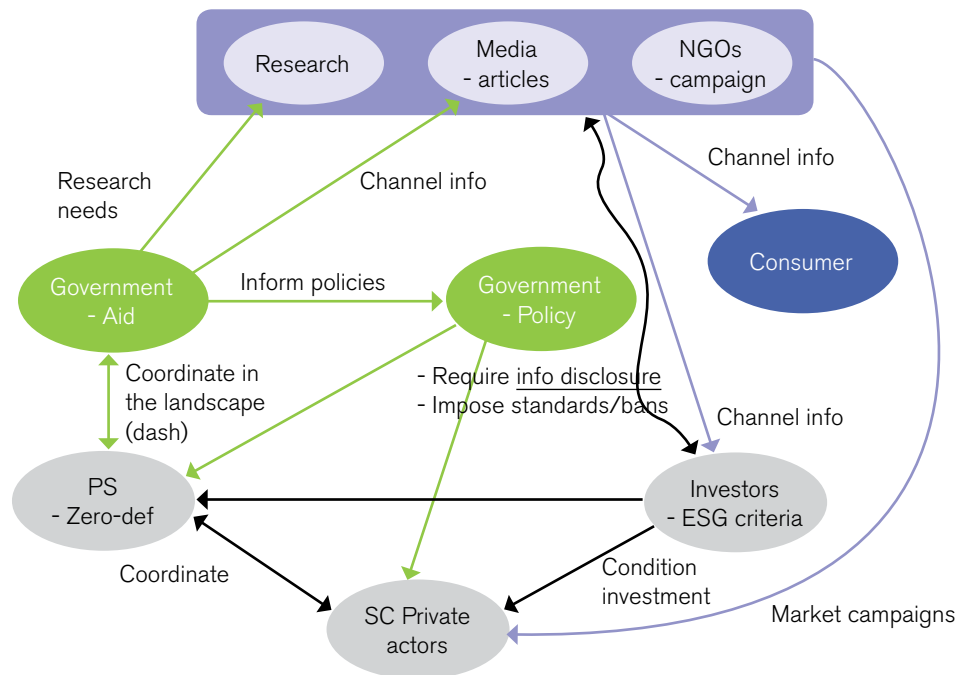 Research
Media
- articles
NGOs
- campaign
Research
needs
Channel info
Channel info
Consumer
Government
- Aid
Inform policies
Government
- Policy
Coordinate in
the landscape
(dash)
- Require info disclosure
- Impose standards/bans
Channel info
PS
- Zero-def
Investors
- ESG criteria
Coordinate
Condition
investment
SC Private
actors
Market campaigns